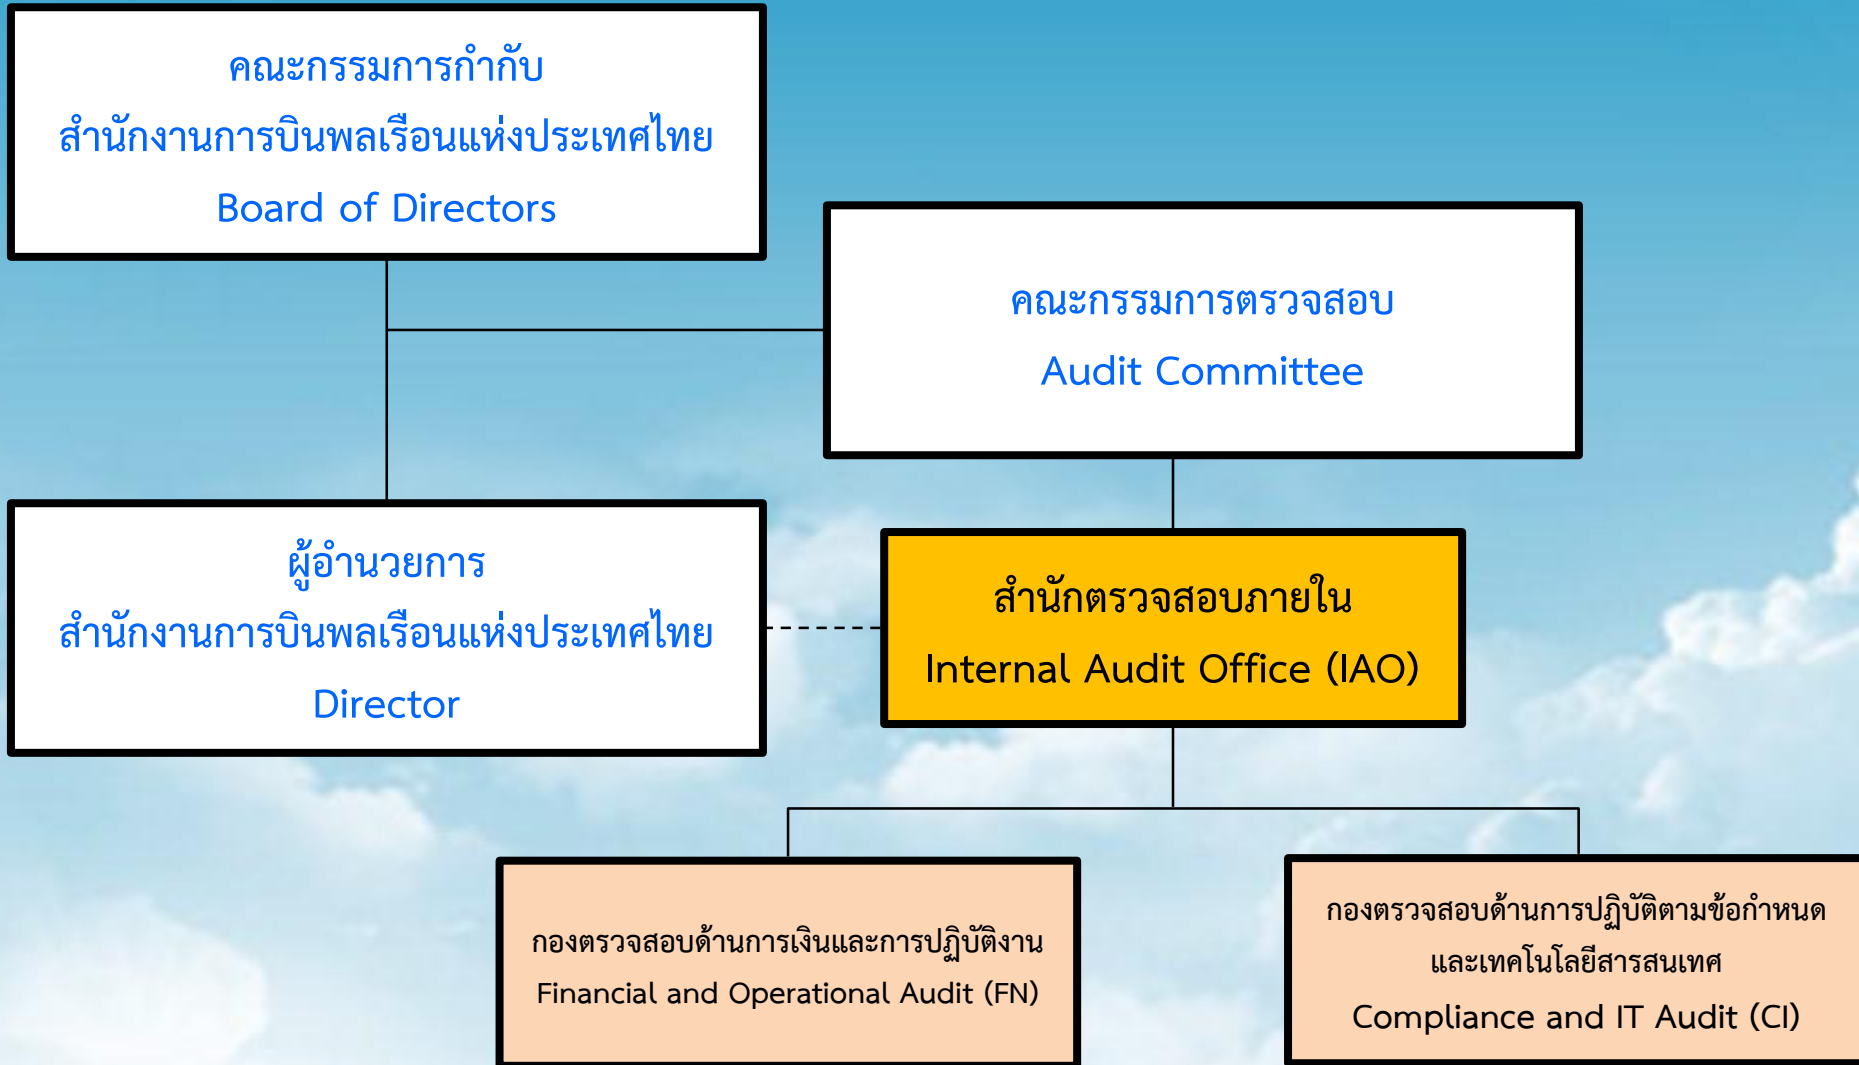 คณะกรรมการกำกับ
สำนักงานการบินพลเรือนแห่งประเทศไทย
Board of Directors
คณะกรรมการตรวจสอบ
Audit Committee
ผู้อำนวยการ
สำนักงานการบินพลเรือนแห่งประเทศไทย
Director
สำนักตรวจสอบภายใน
Internal Audit Office (IAO)
กองตรวจสอบด้านการเงินและการปฏิบัติงาน
Financial and Operational Audit (FN)
กองตรวจสอบด้านการปฏิบัติตามข้อกำหนด
และเทคโนโลยีสารสนเทศ
Compliance and IT Audit (CI)